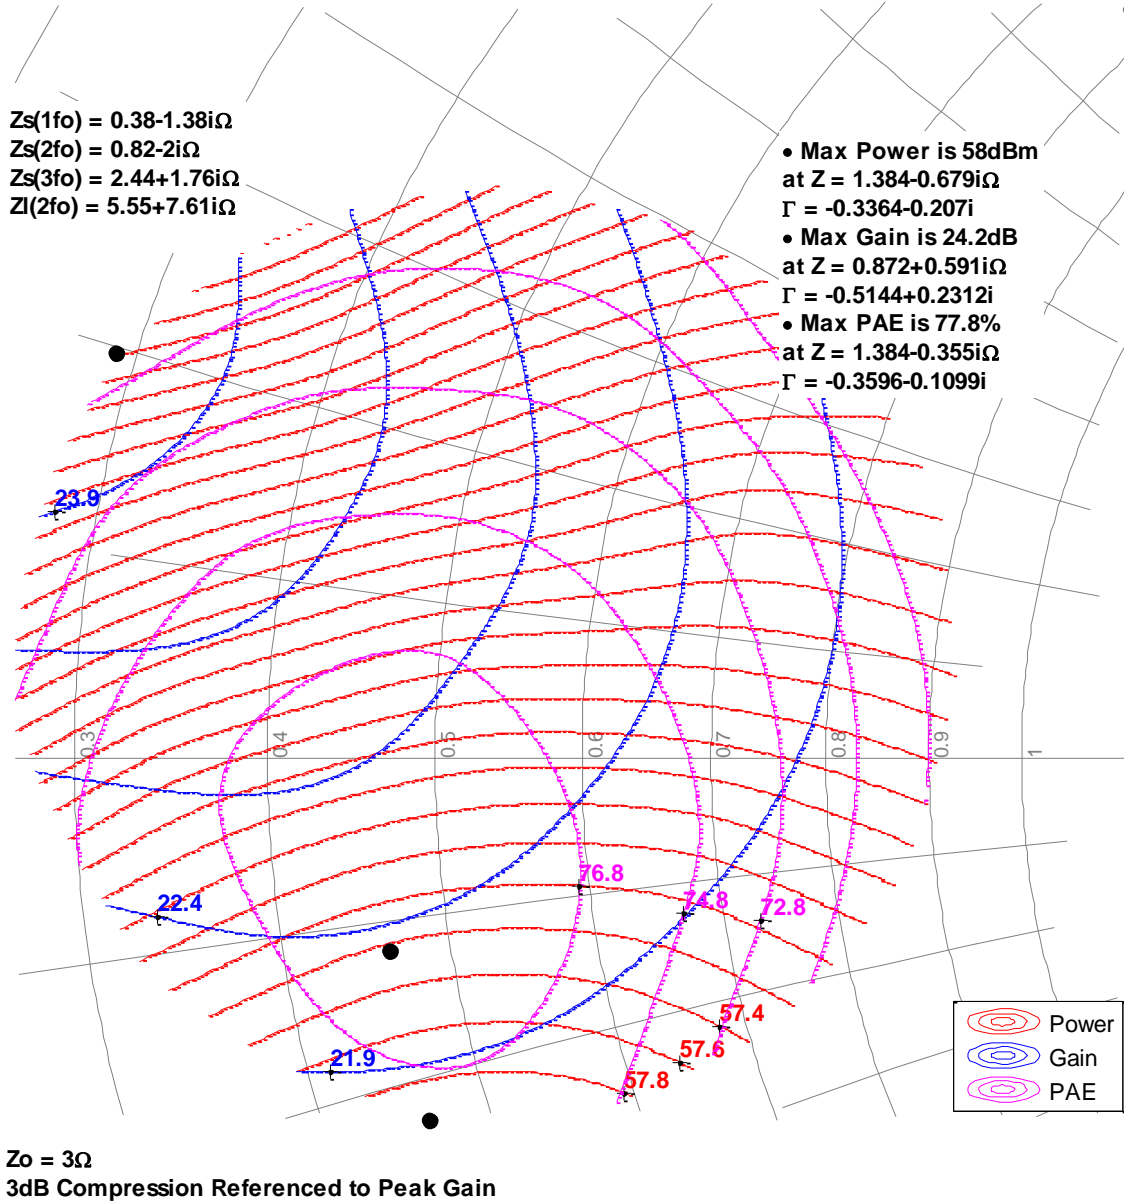 Zs(1fo) = 0.38-1.38iΩ
Zs(2fo) = 0.82-2iΩ
Zs(3fo) = 2.44+1.76iΩ
Zl(2fo) = 5.55+7.61iΩ
• Max Power is 58dBm
at Z = 1.384-0.679iΩ
Γ = -0.3364-0.207i
• Max Gain is 24.2dB
at Z = 0.872+0.591iΩ
Γ = -0.5144+0.2312i
• Max PAE is 77.8%
at Z = 1.384-0.355iΩ
Γ = -0.3596-0.1099i
23.9
0.3
0.4
0.5
0.6
0.7
0.8
0.9
1
76.8
74.8
72.8
22.4
57.4
57.6
57.8
21.9
Power
Gain
PAE
Zo = 3Ω
3dB Compression Referenced to Peak Gain